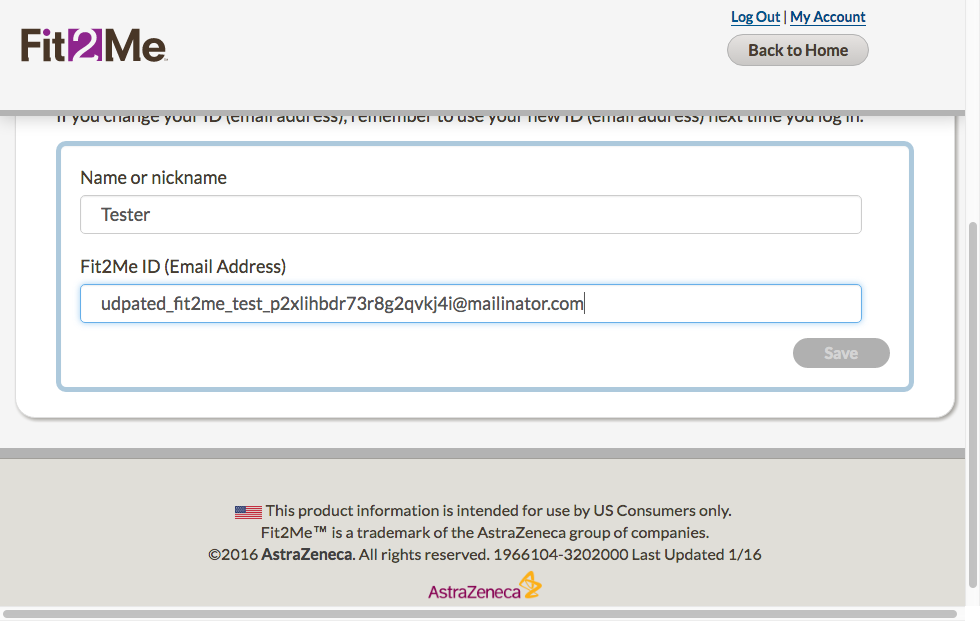 Log Out | My Account
Fit2Me™
Back to Home
If you change your ID (email address), remember to use your new ID (email address) next time you log in.
Name or nickname
Tester
Fit2Me ID (Email Address)
udpated_fit2me_test_p2xlihbdr73r8g2qvkj4i@mailinator.com
Save
This product information is intended for use by US Consumers only.
Fit2Me™ is a trademark of the AstraZeneca group of companies.
©2016 AstraZeneca. All rights reserved. 1966104-3202000 Last Updated 1/16
AstraZeneca